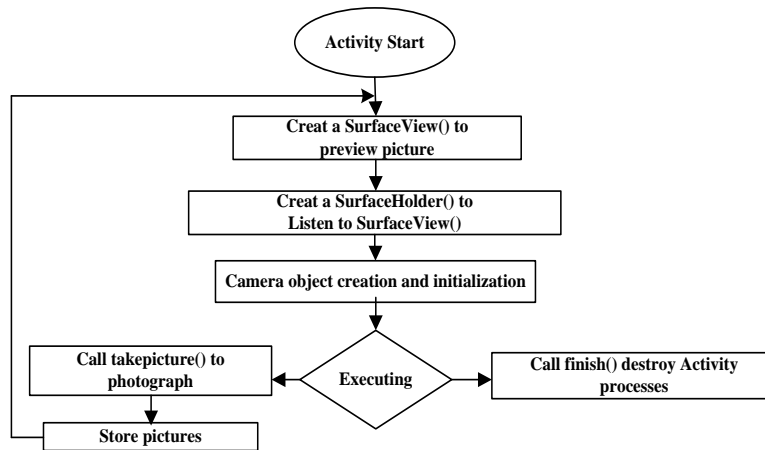 Activity Start
Creat a SurfaceView() to
preview picture
Creat a SurfaceHolder() to
Listen to SurfaceView()
Camera object creation and initialization
Executing
Call takepicture() to
photograph
Store pictures
Call finish() destroy Activity
processes